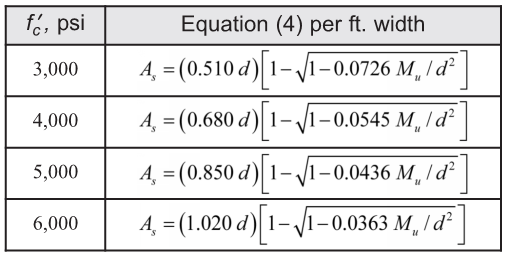 f′c, psi Equation (4) per ft. width
3,000 As = (0.510 d)[1−√1−0.0726 Mu / d²]
4,000 As = (0.680 d)[1−√1−0.0545 Mu / d²]
5,000 As = (0.850 d)[1−√1−0.0436 Mu / d²]
6,000 As = (1.020 d)[1−√1−0.0363 Mu / d²]